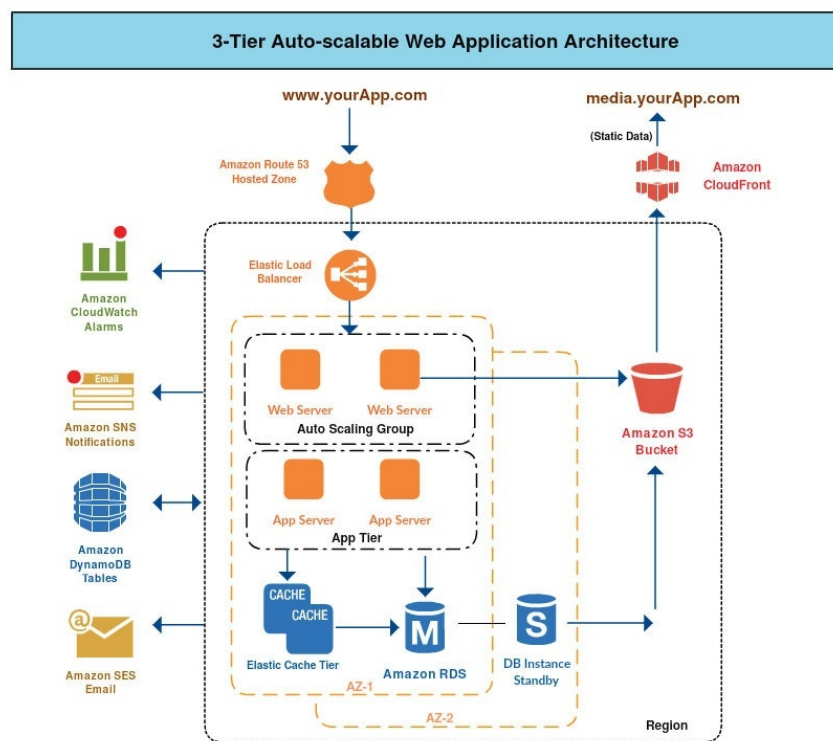 3-Tier Auto-scalable Web Application Architecture
www.yourApp.com
media.yourApp.com
(Static Data)
Amazon Route 53
Hosted Zone
Amazon
CloudFront
Elastic Load
Balancer
Amazon
CloudWatch
Alarms
Email
Web Server
Web Server
Auto Scaling Group
Amazon SNS
Notifications
Amazon S3
Bucket
App Server
App Server
App Tier
Amazon
DynamoDB
Tables
CACHE
CACHE
M
S
@
Elastic Cache Tier
Amazon RDS
DB Instance
Standby
Amazon SES
Email
AZ-1
AZ-2
Region